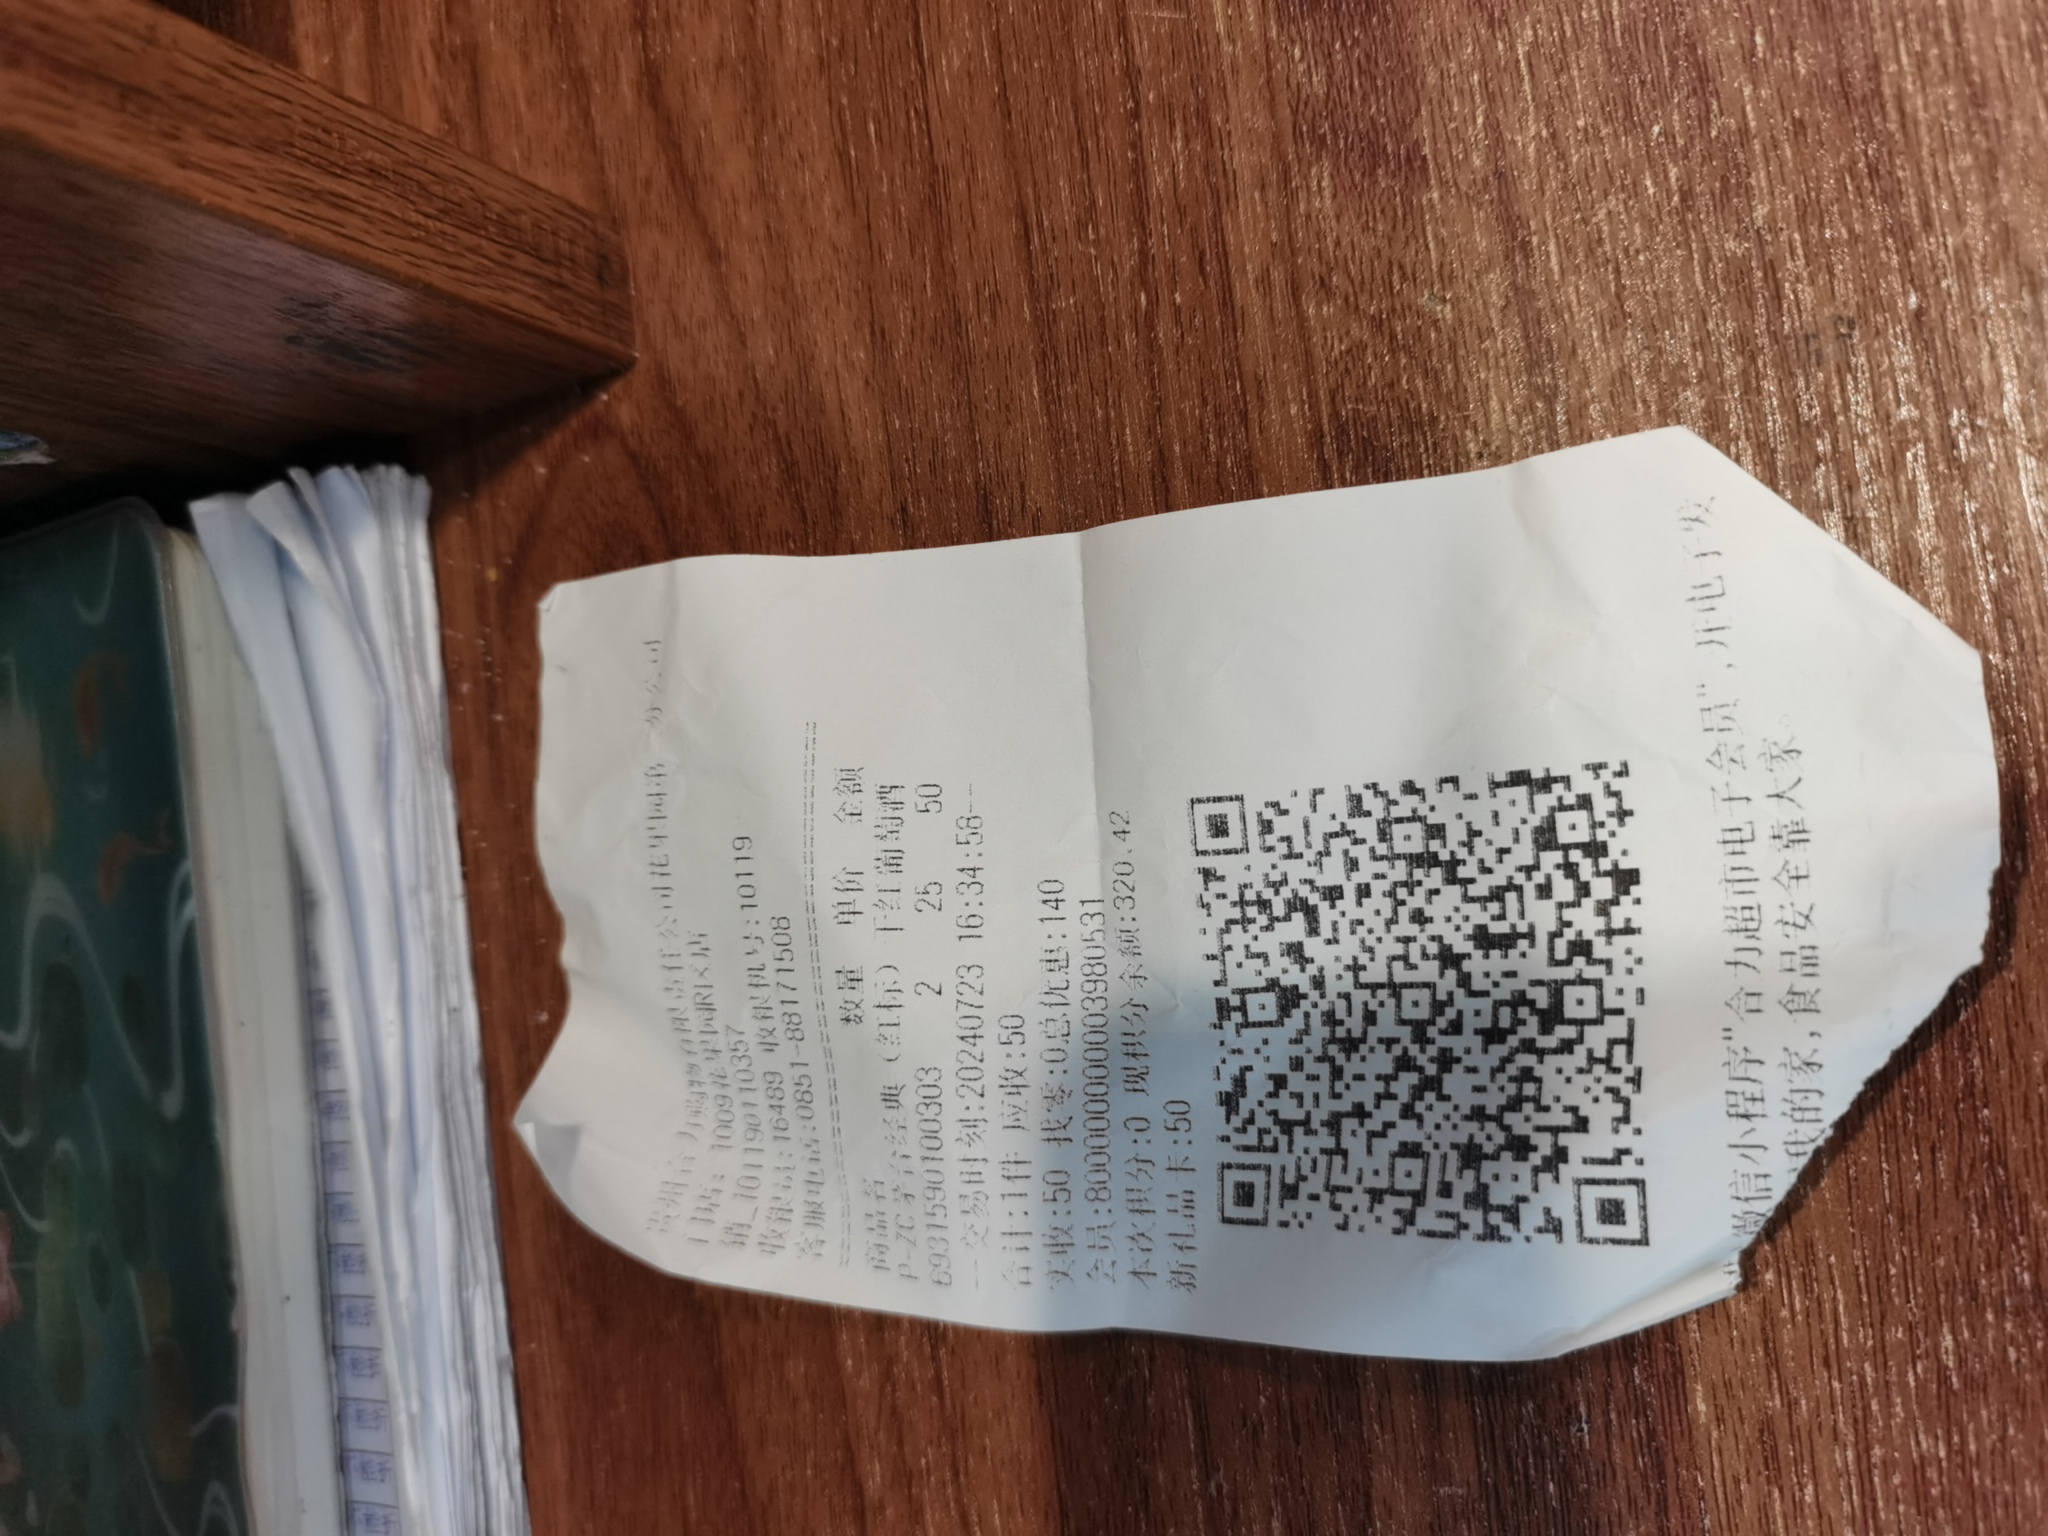 贵州合力购物有限责任公司花果园第一分公司
门店: 1009花果园R区店
销_101190110357
收银员:16489 收银机号:10119
客服电话:0851-88171508
商品名 数量 单价 金额
P-ZC茅台经典（红标）干红葡萄酒
6931590100303 2 25 50
--交易时刻:20240723 16:34:58--
合计:1件 应收:50
实收:50 找零:0总优惠:140
会员:8000000000003980531
本次积分:0 现积分余额:320.42
新礼品卡:50
微信小程序"合力超市电子会员",开电子发
我的家,食品安全靠大家。